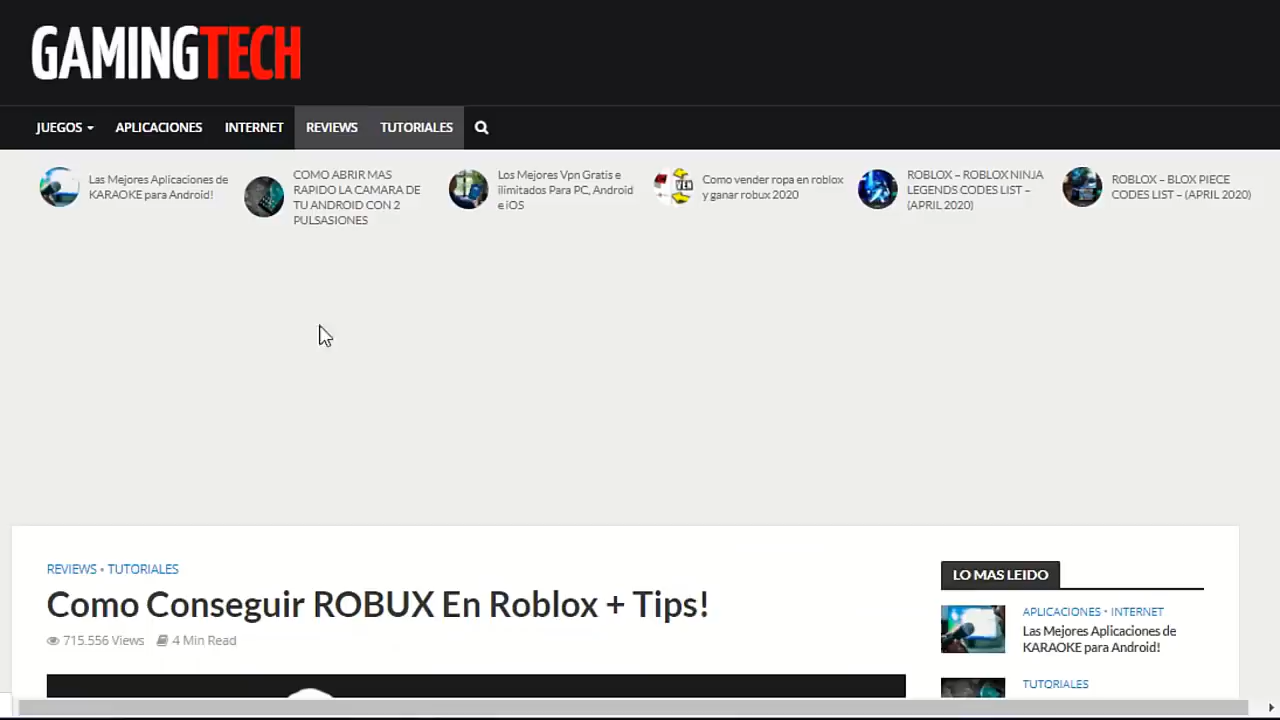 GAMINGTECH
JUEGOS
APLICACIONES
INTERNET
REVIEWS
TUTORIALES
Las Mejores Aplicaciones de
KARAOKE para Android!
COMO ABRIR MAS
RAPIDO LA CAMARA DE
TU ANDROID CON 2
PULSASIONES
Los Mejores Vpn Gratis e
ilimitados Para PC, Android
e iOS
VEN
Como vender ropa en roblox
y ganar robux 2020
ROBLOX – ROBLOX NINJA
LEGENDS CODES LIST –
(APRIL 2020)
ROBLOX – BLOX PIECE
CODES LIST – (APRIL 2020)
REVIEWS • TUTORIALES
Como Conseguir ROBUX En Roblox + Tips!
715.556 Views
4 Min Read
LO MAS LEIDO
APLICACIONES • INTERNET
Las Mejores Aplicaciones de
KARAOKE para Android!
TUTORIALES